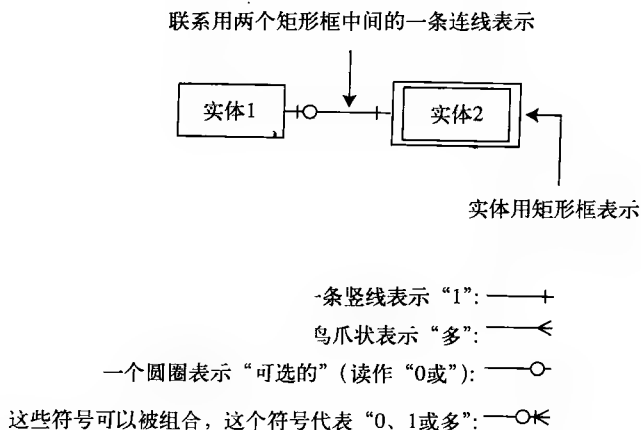 联系用两个矩形框中间的一条连线表示
实体1
实体2
实体用矩形框表示
一条竖线表示“1”:
鸟爪状表示“多”:
一个圆圈表示“可选的”(读作“0或”):
这些符号可以被组合，这个符号代表“0、1或多”: